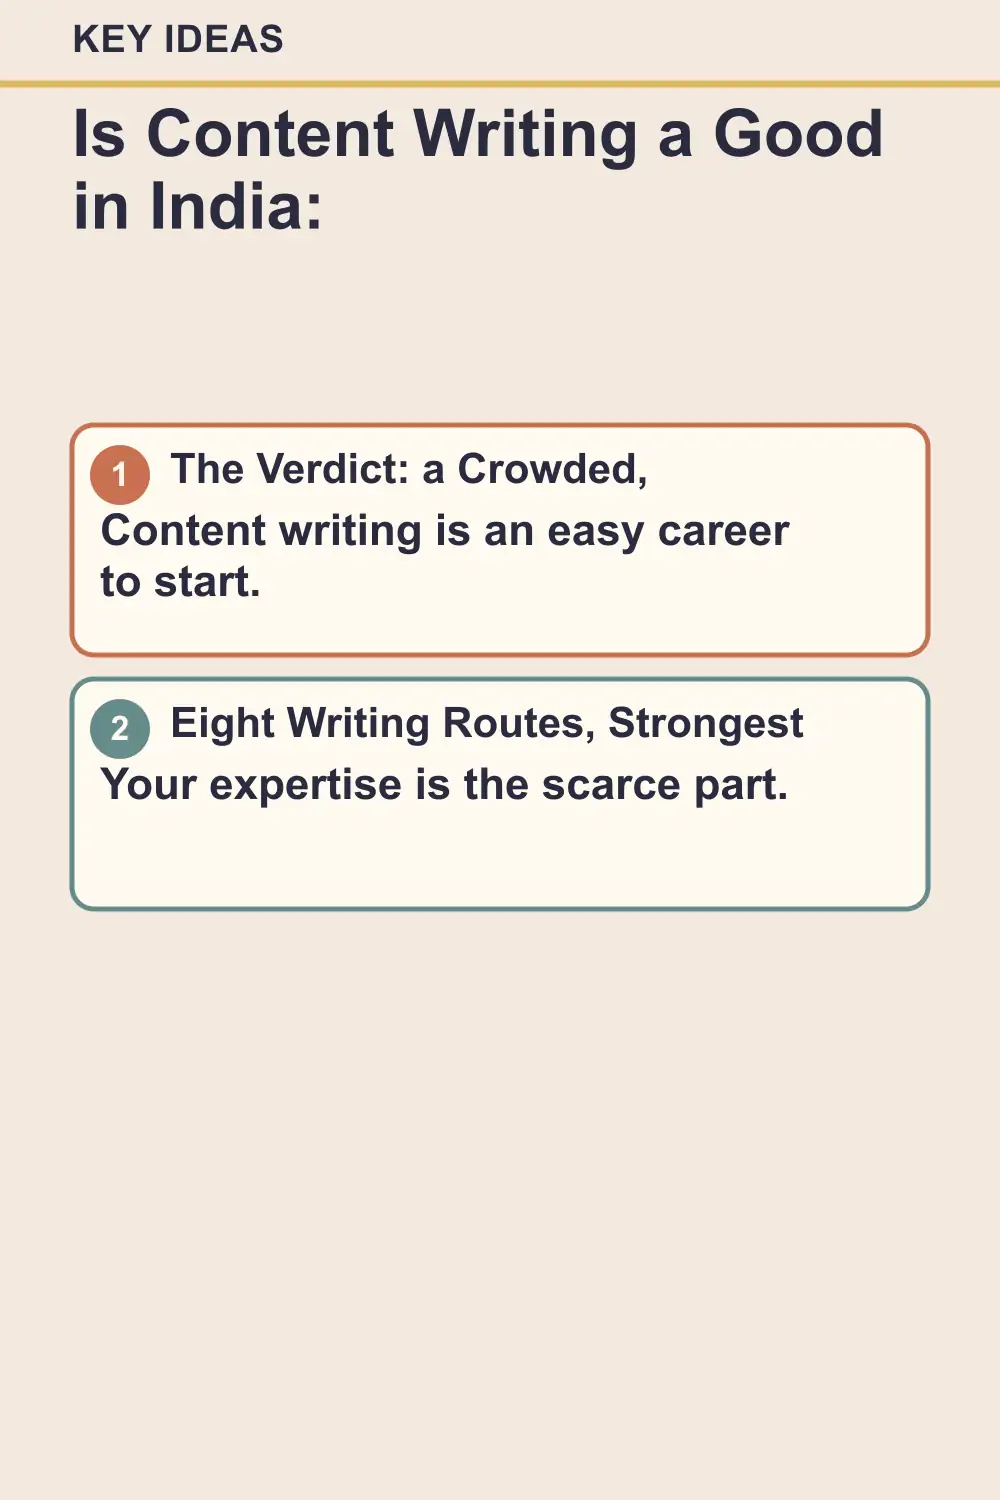 KEY IDEAS
Is Content Writing a Good
in India:
1 The Verdict: a Crowded,
Content writing is an easy career
to start.
2 Eight Writing Routes, Strongest
Your expertise is the scarce part.